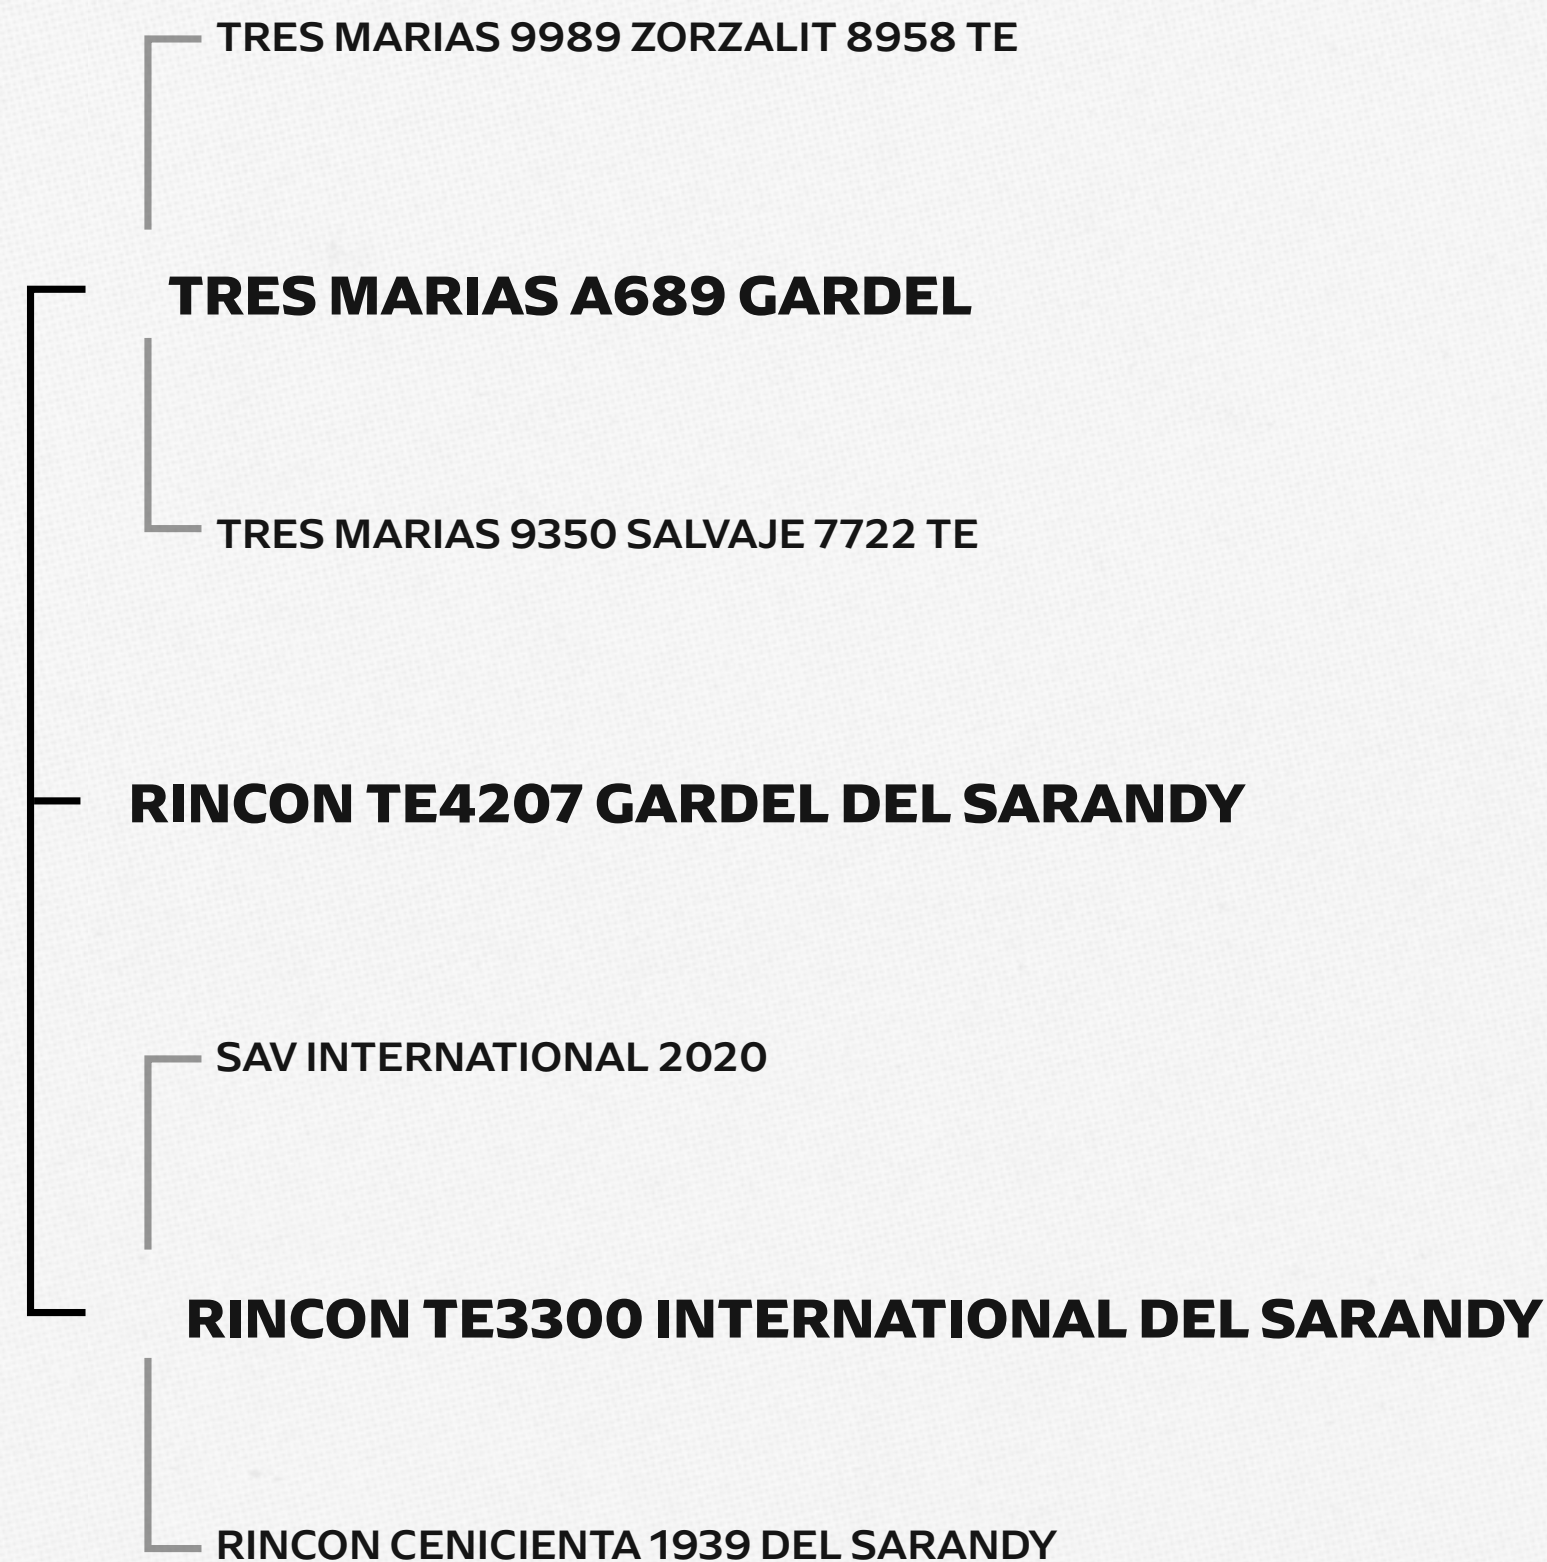 TRES MARIAS 9989 ZORZALIT 8958 TE
TRES MARIAS A689 GARDEL
TRES MARIAS 9350 SALVAJE 7722 TE
RINCON TE4207 GARDEL DEL SARANDY
SAV INTERNATIONAL 2020
RINCON TE3300 INTERNATIONAL DEL SARANDY
RINCON CENICIENTA 1939 DEL SARANDY